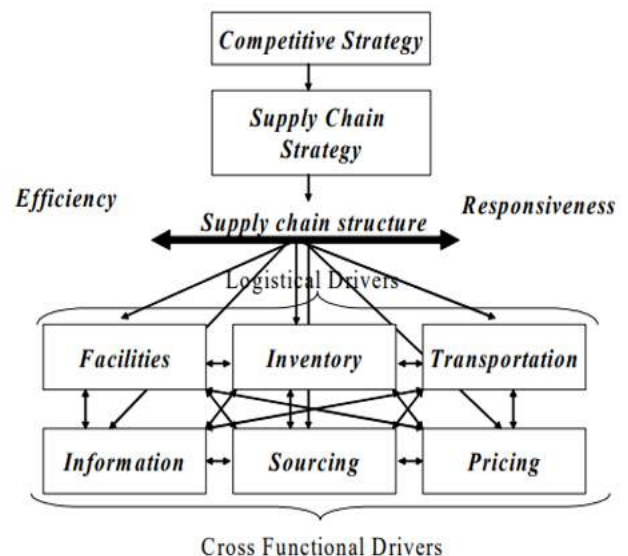 Competitive Strategy
Supply Chain
Strategy
Efficiency
Supply chain structure
Responsiveness
Logistical Drivers
Facilities
Inventory
Transportation
Information
Sourcing
Pricing
Cross Functional Drivers